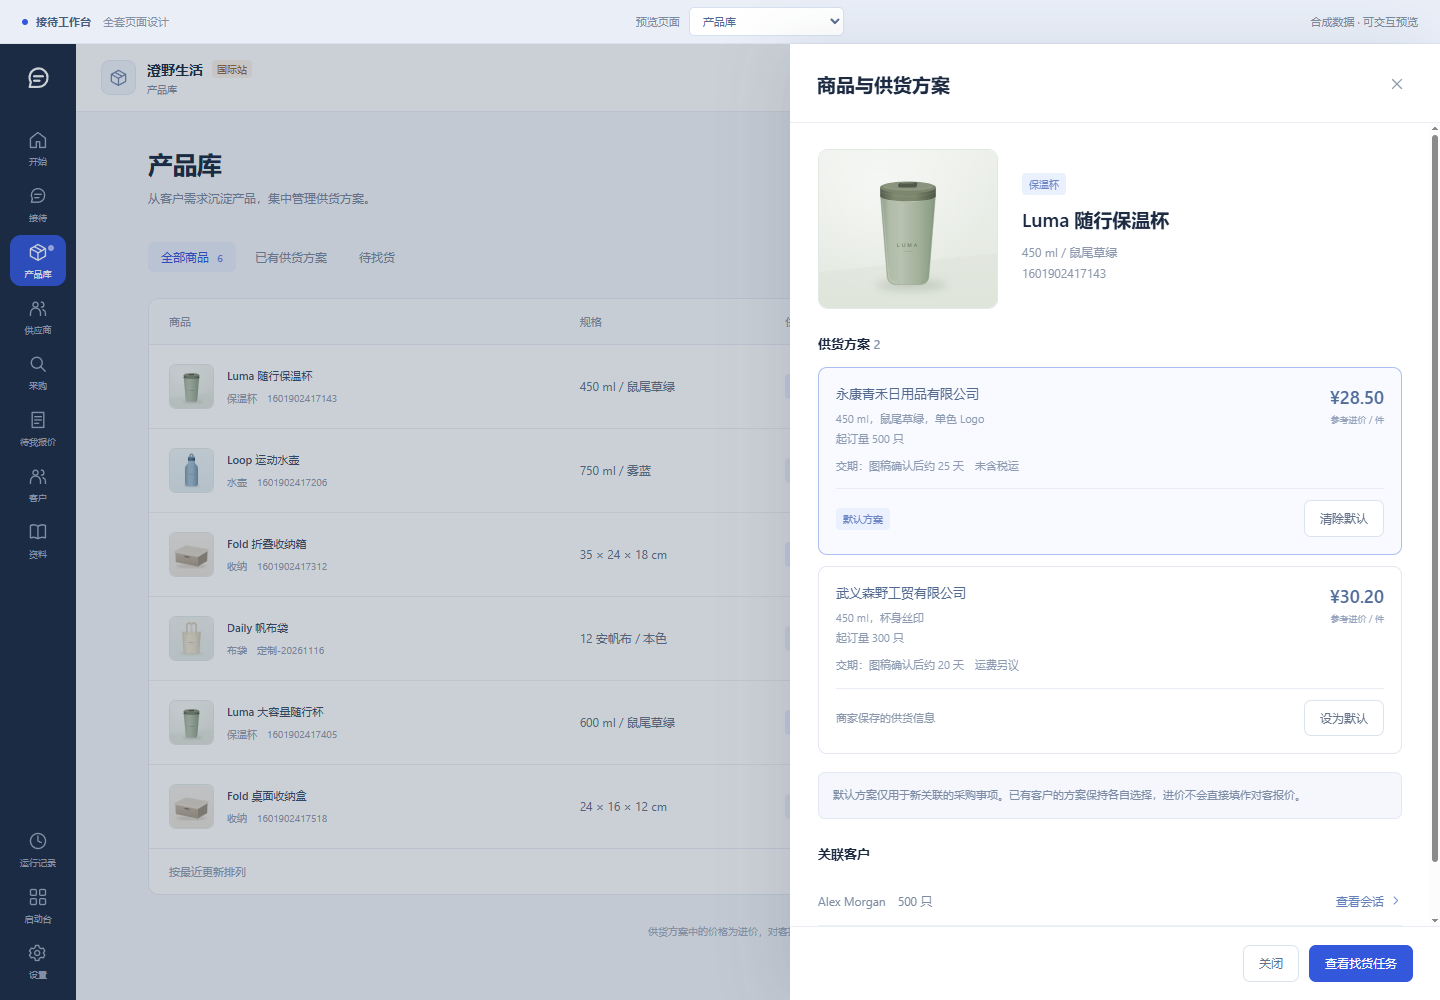 接待工作台 全套页面设计
预览页面 产品库
合成数据 · 可交互预览
开始
接待
产品库
供应商
采购
待我报价
客户
资料
运行记录
启动台
设置
澄野生活 国际站
产品库
产品库
从客户需求沉淀产品，集中管理供货方案。
全部商品 6 已有供货方案 待找货
商品 规格
Luma 随行保温杯
保温杯 1601902417143
450 ml / 鼠尾草绿
Loop 运动水壶
水壶 1601902417206
750 ml / 雾蓝
Fold 折叠收纳箱
收纳 1601902417312
35 × 24 × 18 cm
Daily 帆布袋
布袋 定制-20261116
12 安帆布 / 本色
Luma 大容量随行杯
保温杯 1601902417405
600 ml / 鼠尾草绿
Fold 桌面收纳盒
收纳 1601902417518
24 × 16 × 12 cm
按最近更新排列
供货方案中的价格为进价，对客
商品与供货方案
LUMA
保温杯
Luma 随行保温杯
450 ml / 鼠尾草绿
1601902417143
供货方案 2
永康青禾日用品有限公司
¥28.50
450 ml，鼠尾草绿，单色 Logo
参考进价 / 件
起订量 500 只
交期：图稿确认后约 25 天 未含税运
默认方案
清除默认
武义森野工贸有限公司
¥30.20
450 ml，杯身丝印
参考进价 / 件
起订量 300 只
交期：图稿确认后约 20 天 运费另议
商家保存的供货信息
设为默认
默认方案仅用于新关联的采购事项。已有客户的方案保持各自选择，进价不会直接填作对客报价。
关联客户
Alex Morgan 500 只
查看会话
关闭
查看找货任务